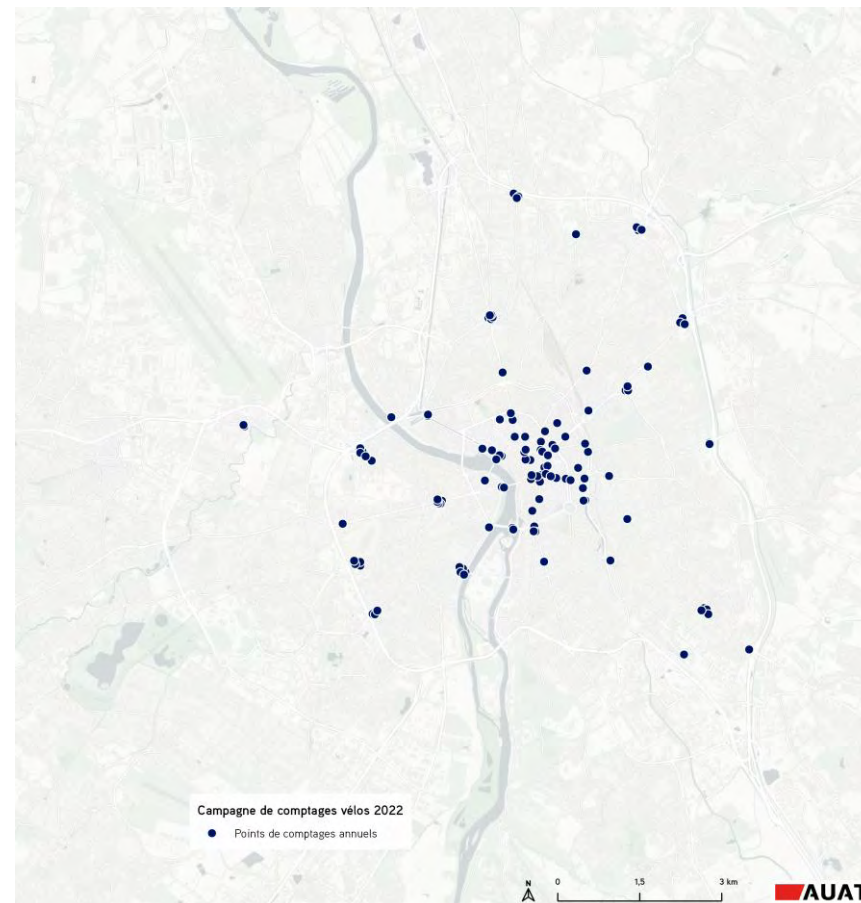 Campagne de comptages vélos 2022
Points de comptages annuels
N
0 1,5 3 km
AUAT